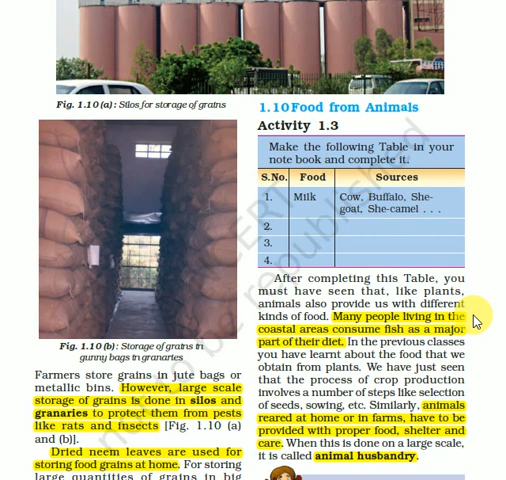 Fig. 1.10 (a) : Silos for storage of grains
Fig. 1.10 (b) : Storage of grains in
gunny bags in granaries
Farmers store grains in jute bags or
metallic bins. However, large scale
storage of grains is done in silos and
granaries to protect them from pests
like rats and insects [Fig. 1.10 (a)
and (b)].
Dried neem leaves are used for
storing food grains at home. For storing
large quantities of grains in big
1.10 Food from Animals
Activity 1.3
Make the following Table in your
note book and complete it.
S.No. Food Sources
1. Milk Cow, Buffalo, She-
goat, She-camel . . .
2.
3.
4.
After completing this Table, you
must have seen that, like plants,
animals also provide us with different
kinds of food. Many people living in the
coastal areas consume fish as a major
part of their diet. In the previous classes
you have learnt about the food that we
obtain from plants. We have just seen
that the process of crop production
involves a number of steps like selection
of seeds, sowing, etc. Similarly, animals
reared at home or in farms, have to be
provided with proper food, shelter and
care. When this is done on a large scale,
it is called animal husbandry.